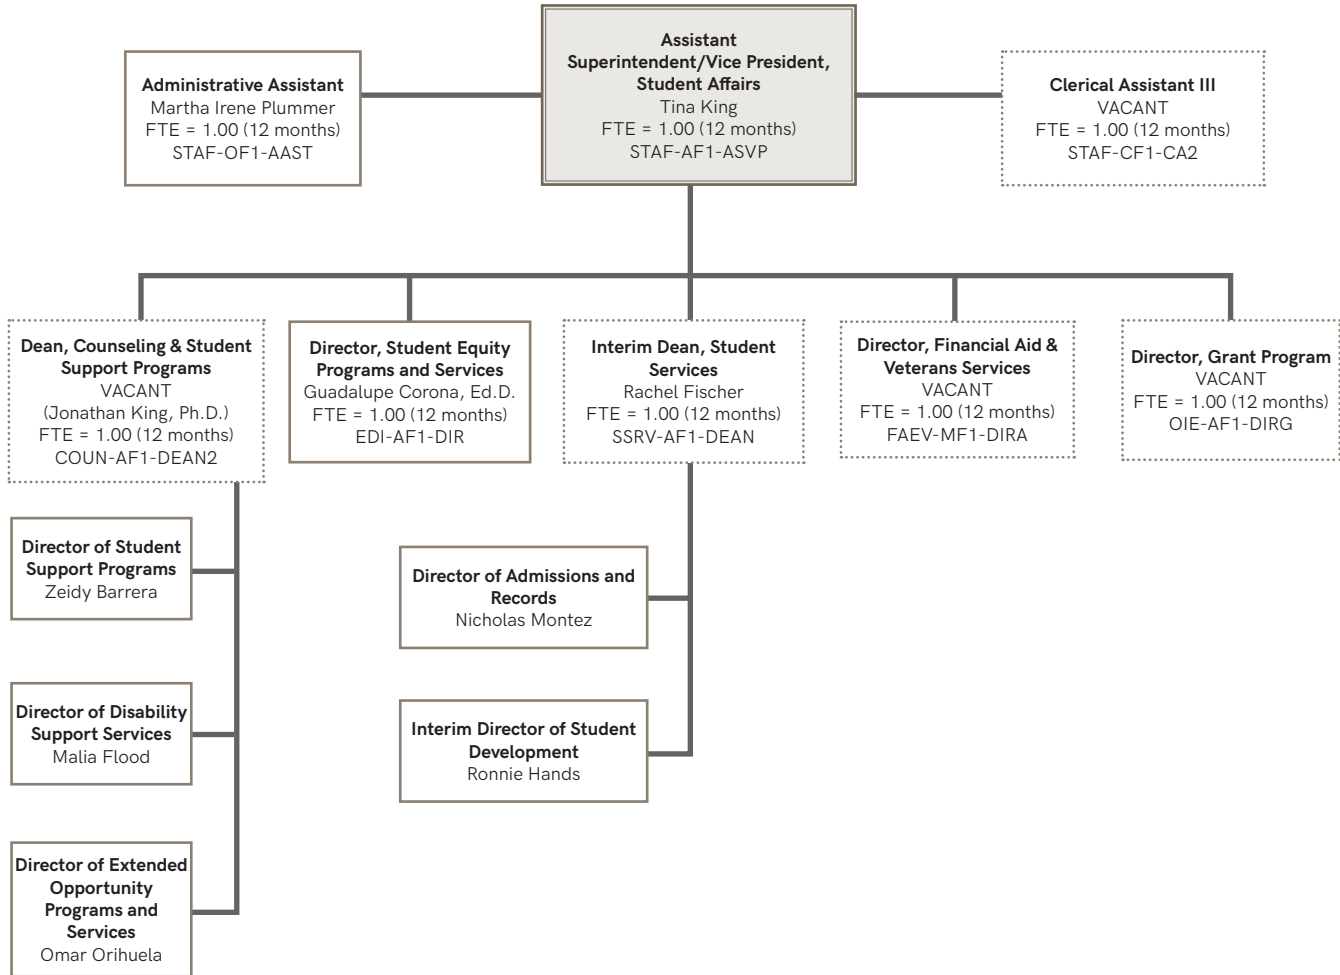 Assistant
Superintendent/Vice President,
Student Affairs
Tina King
FTE = 1.00 (12 months)
STAF-AF1-ASVP
Administrative Assistant
Martha Irene Plummer
FTE = 1.00 (12 months)
STAF-OF1-AAST
Clerical Assistant III
VACANT
FTE = 1.00 (12 months)
STAF-CF1-CA2
Dean, Counseling & Student
Support Programs
VACANT
(Jonathan King, Ph.D.)
FTE = 1.00 (12 months)
COUN-AF1-DEAN2
Director, Student Equity
Programs and Services
Guadalupe Corona, Ed.D.
FTE = 1.00 (12 months)
EDI-AF1-DIR
Interim Dean, Student
Services
Rachel Fischer
FTE = 1.00 (12 months)
SSRV-AF1-DEAN
Director, Financial Aid &
Veterans Services
VACANT
FTE = 1.00 (12 months)
FAEV-MF1-DIRA
Director, Grant Program
VACANT
FTE = 1.00 (12 months)
OIE-AF1-DIRG
Director of Student
Support Programs
Zeidy Barrera
Director of Disability
Support Services
Malia Flood
Director of Extended
Opportunity
Programs and
Services
Omar Orihuela
Director of Admissions and
Records
Nicholas Montez
Interim Director of Student
Development
Ronnie Hands